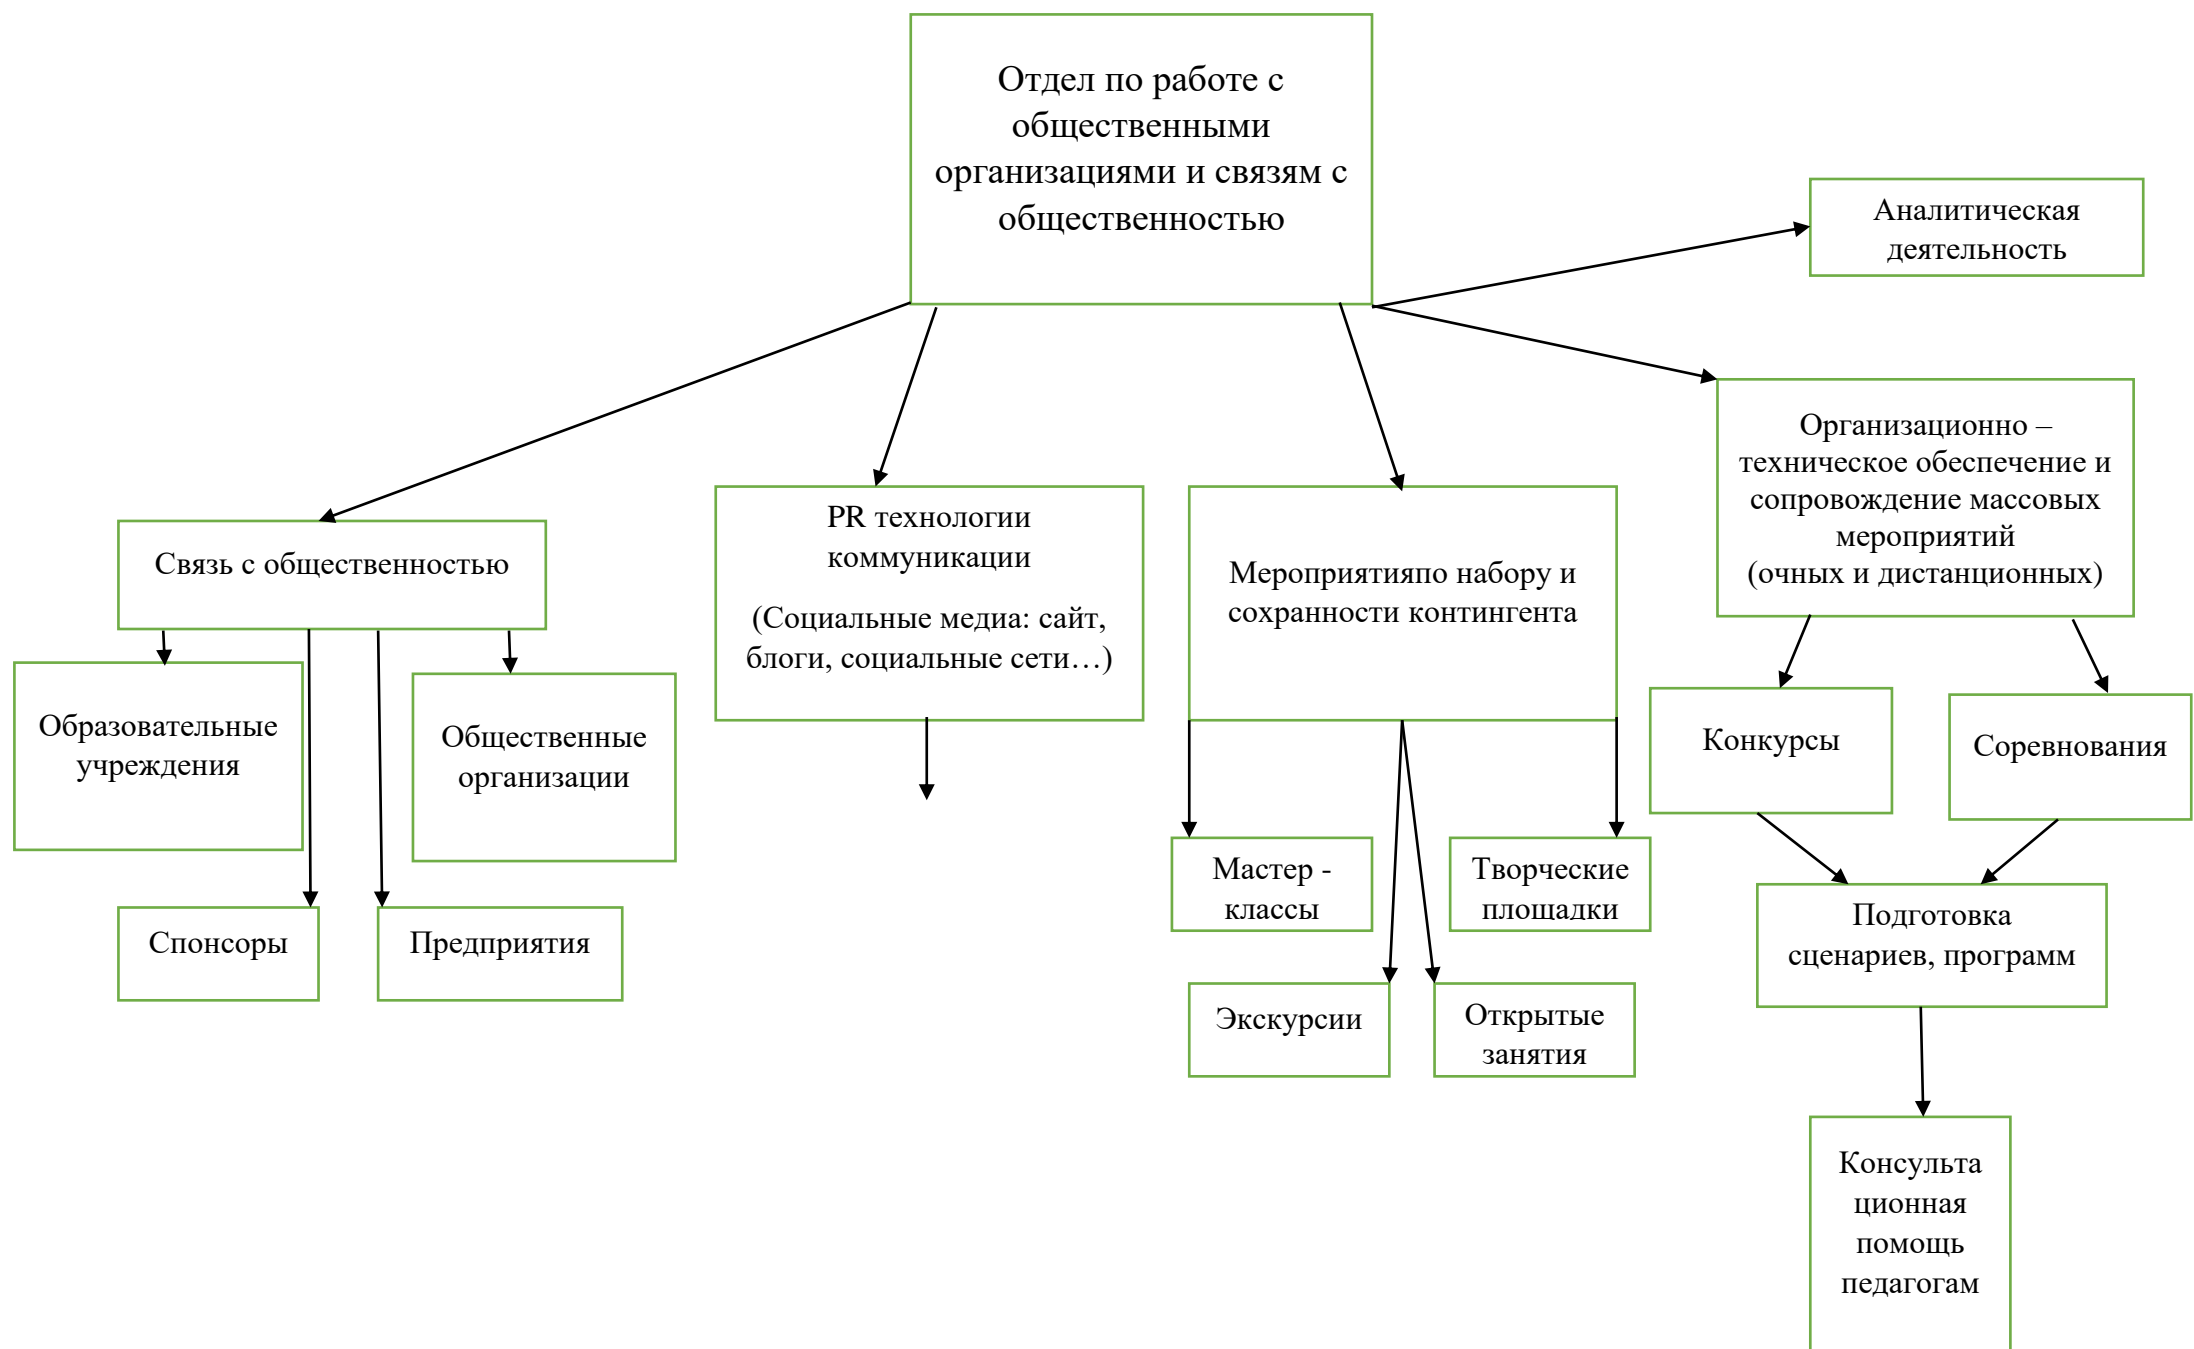 Отдел по работе с
общественными
организациями и связям с
общественностью
Аналитическая
деятельность
Организационно –
техническое обеспечение и
сопровождение массовых
мероприятий
(очных и дистанционных)
Связь с общественностью
PR технологии
коммуникации
(Социальные медиа: сайт,
блоги, социальные сети…)
Мероприятияпо набору и
сохранности контингента
Образовательные
учреждения
Общественные
организации
Конкурсы
Соревнования
Спонсоры
Предприятия
Мастер -
классы
Творческие
площадки
Подготовка
сценариев, программ
Экскурсии
Открытые
занятия
Консульта
ционная
помощь
педагогам